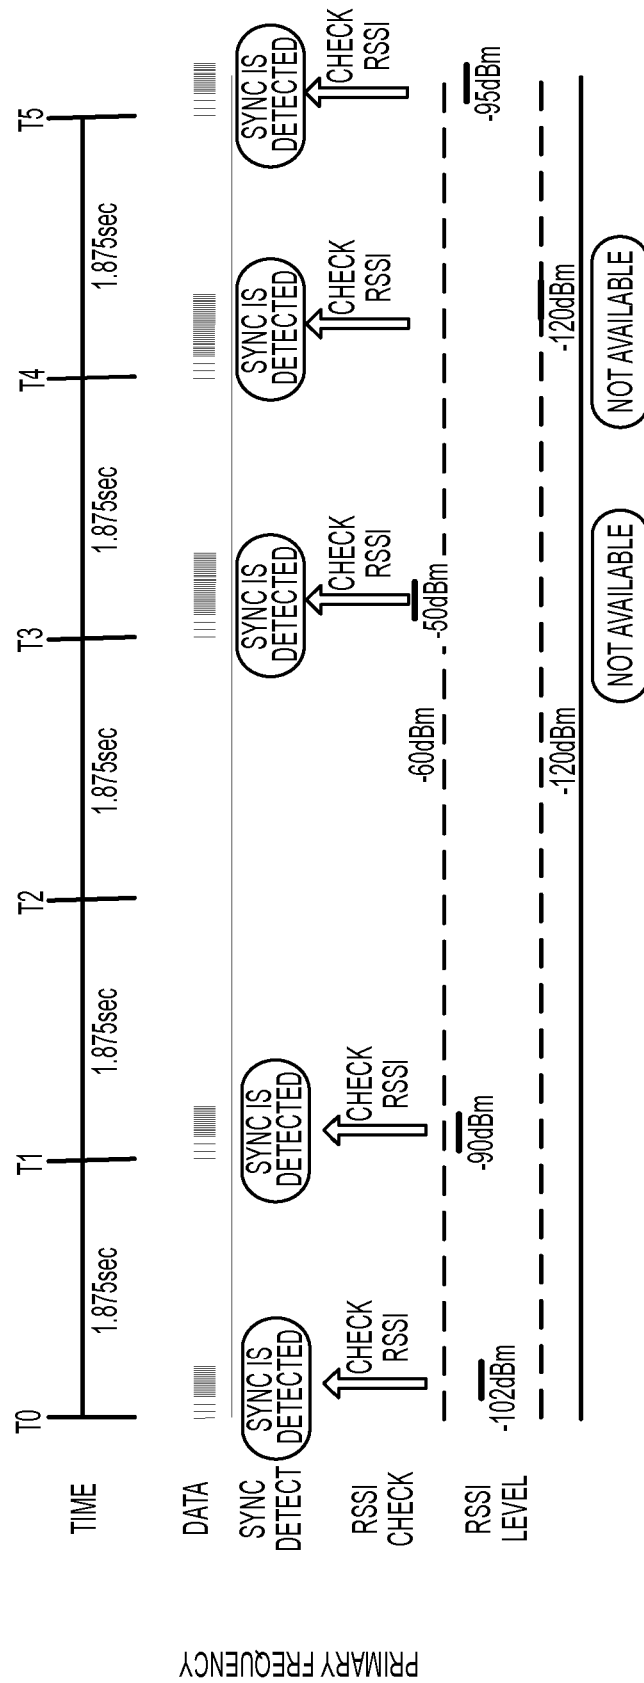 PRIMARY FREQUENCY
TIME
T0
T1
T2
T3
T4
T5
1.875sec
1.875sec
1.875sec
1.875sec
1.875sec
DATA
SYNC
DETECT
SYNC IS
DETECTED
SYNC IS
DETECTED
SYNC IS
DETECTED
SYNC IS
DETECTED
SYNC IS
DETECTED
RSSI
CHECK
CHECK
RSSI
CHECK
RSSI
CHECK
RSSI
CHECK
RSSI
CHECK
RSSI
RSSI
LEVEL
-60dBm
-50dBm
-102dBm
-90dBm
-95dBm
-120dBm
-120dBm
NOT AVAILABLE
NOT AVAILABLE